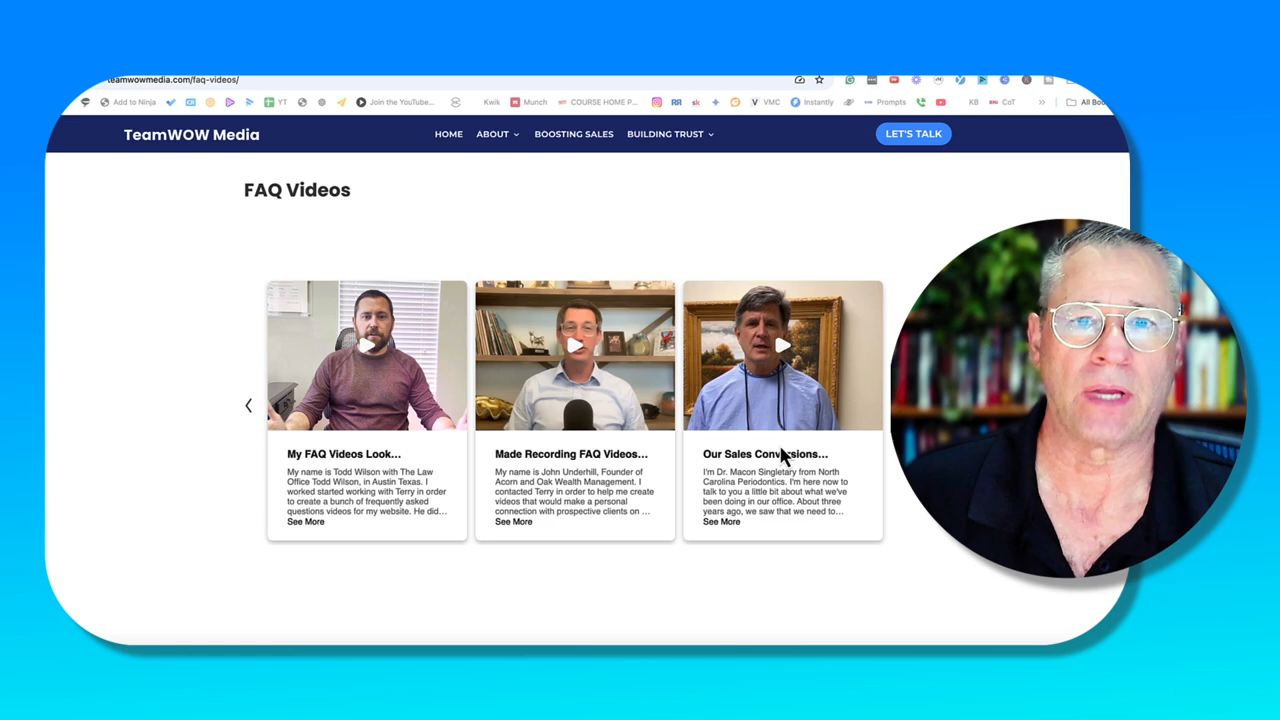 teamwowmedia.com/faq-videos/
Add to Ninja
YT
Join the YouTube...
Kwik
Munch
COURSE HOME P...
VMC
Instantly
Prompts
KB
CoT
All Boo
TeamWOW Media
HOME
ABOUT
BOOSTING SALES
BUILDING TRUST
LET'S TALK
FAQ Videos
My FAQ Videos Look...
My name is Todd Wilson with The Law
Office Todd Wilson, in Austin Texas. I
worked started working with Terry in order
to create a bunch of frequently asked
questions videos for my website. He did...
See More
Made Recording FAQ Videos...
My name is John Underhill, Founder of
Acorn and Oak Wealth Management. I
contacted Terry in order to help me create
videos that would make a personal
connection with prospective clients on ...
See More
Our Sales Conversions...
I'm Dr. Macon Singletary from North
Carolina Periodontics. I'm here now to
talk to you a little bit about what we've
been doing in our office. About three
years ago, we saw that we need to...
See More